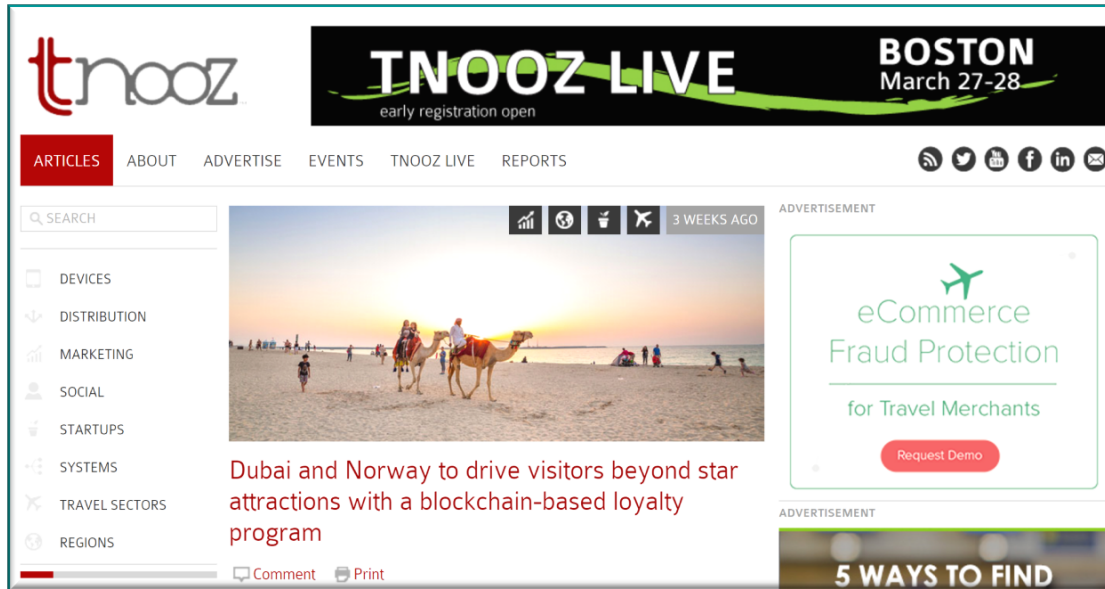 tnooz
TNOOZ LIVE
early registration open
BOSTON
March 27-28
ARTICLES ABOUT ADVERTISE EVENTS TNOOZ LIVE REPORTS
You
Tube
f
in
SEARCH
3 WEEKS AGO
ADVERTISEMENT
DEVICES
DISTRIBUTION
MARKETING
SOCIAL
STARTUPS
SYSTEMS
TRAVEL SECTORS
REGIONS
Dubai and Norway to drive visitors beyond star
attractions with a blockchain-based loyalty
program
Comment Print
eCommerce
Fraud Protection
for Travel Merchants
Request Demo
ADVERTISEMENT
5 WAYS TO FIND